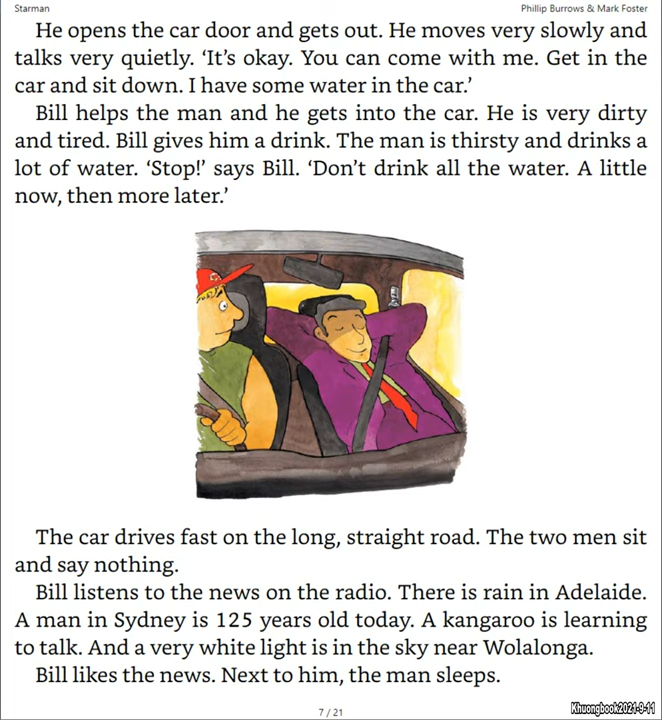 Starman
Phillip Burrows & Mark Foster
He opens the car door and gets out. He moves very slowly and
talks very quietly. ‘It’s okay. You can come with me. Get in the
car and sit down. I have some water in the car.’
Bill helps the man and he gets into the car. He is very dirty
and tired. Bill gives him a drink. The man is thirsty and drinks a
lot of water. ‘Stop!’ says Bill. ‘Don’t drink all the water. A little
now, then more later.’
The car drives fast on the long, straight road. The two men sit
and say nothing.
Bill listens to the news on the radio. There is rain in Adelaide.
A man in Sydney is 125 years old today. A kangaroo is learning
to talk. And a very white light is in the sky near Wolalonga.
Bill likes the news. Next to him, the man sleeps.
7 / 21
Khuongbook2021-9-11